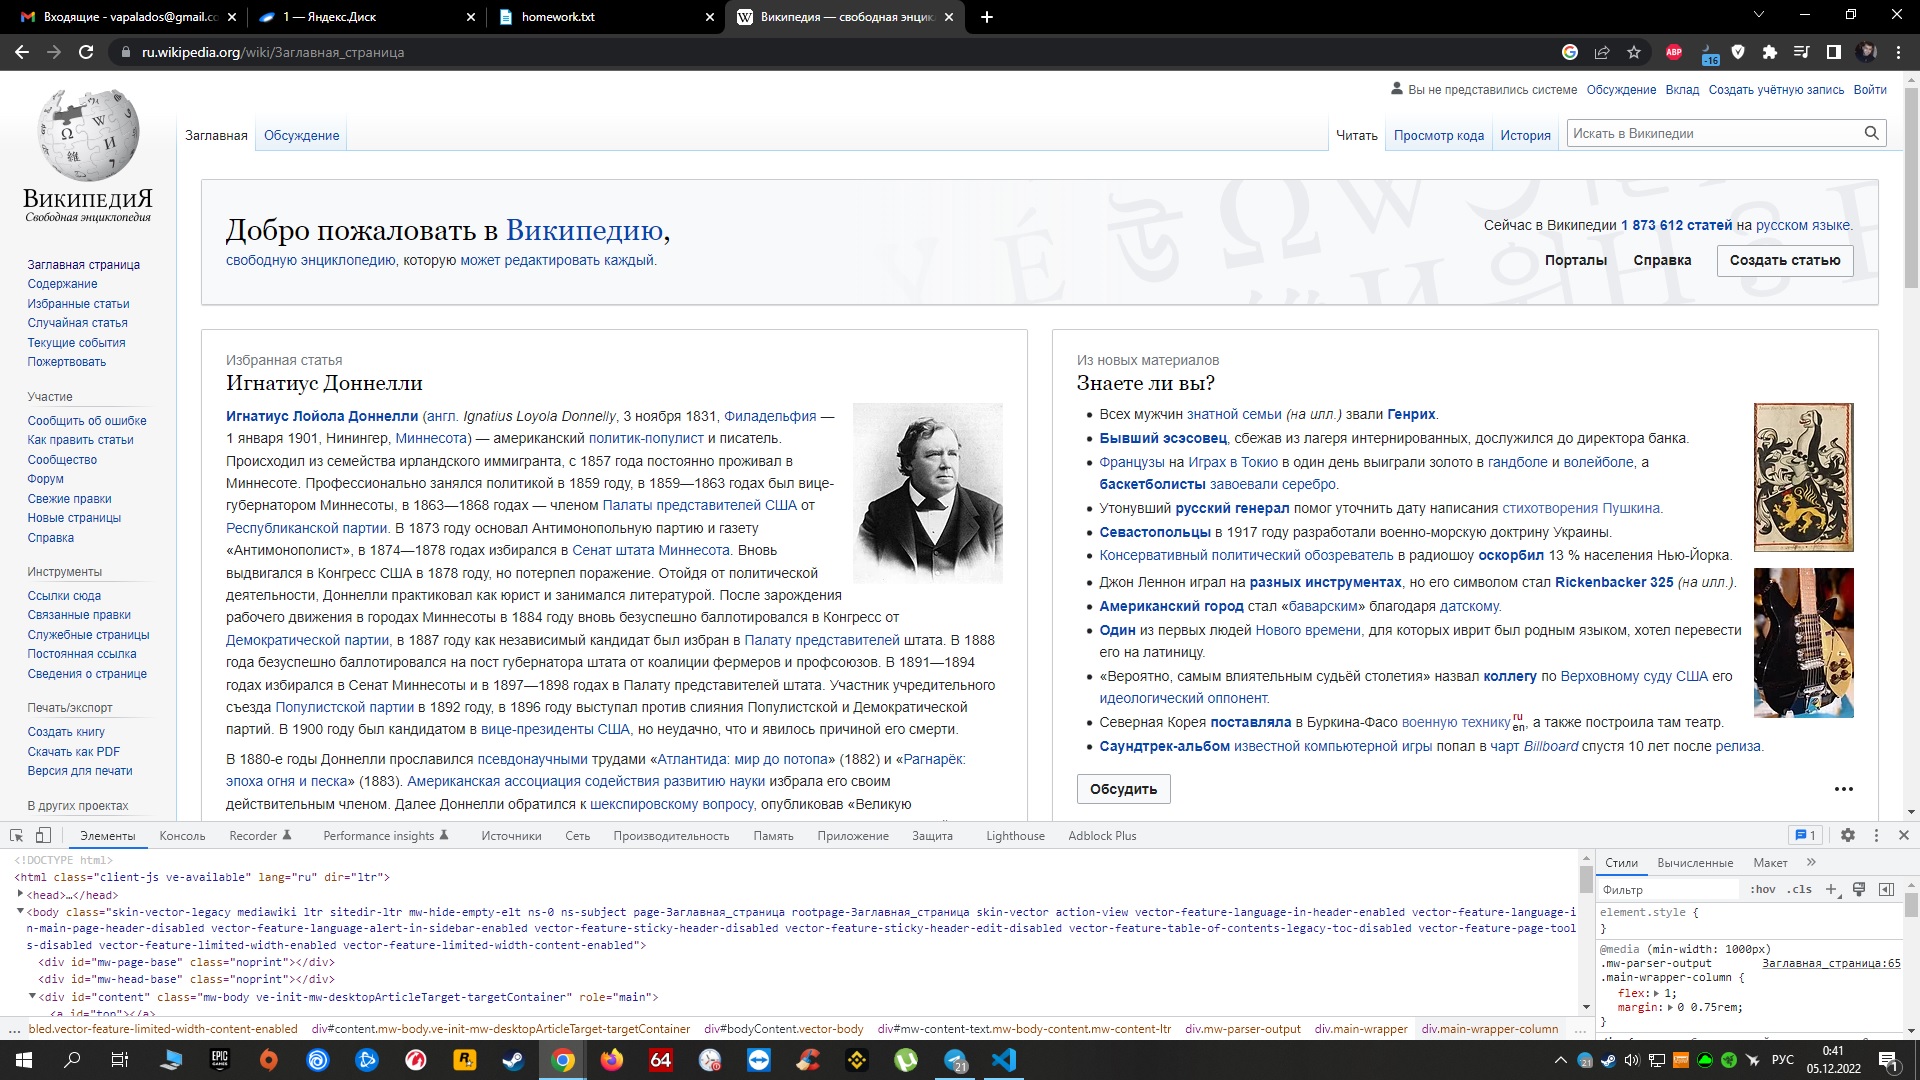 Входящие - vapalados@gmail.co
1 — Яндекс.Диск
homework.txt
Википедия — свободная энцик
ru.wikipedia.org/wiki/Заглавная_страница
ABP
-16
ВикипедиЯ
Свободная энциклопедия
Вы не представились системе
Обсуждение
Вклад
Создать учётную запись
Войти
Заглавная
Обсуждение
Читать
Просмотр кода
История
Искать в Википедии
Заглавная страница
Содержание
Избранные статьи
Случайная статья
Текущие события
Пожертвовать
Участие
Сообщить об ошибке
Как править статьи
Сообщество
Форум
Свежие правки
Новые страницы
Справка
Инструменты
Ссылки сюда
Связанные правки
Служебные страницы
Постоянная ссылка
Сведения о странице
Печать/экспорт
Создать книгу
Скачать как PDF
Версия для печати
В других проектах
Добро пожаловать в Википедию,
свободную энциклопедию, которую может редактировать каждый.
Сейчас в Википедии 1 873 612 статей на русском языке.
Порталы
Справка
Создать статью
Избранная статья
Игнатиус Доннелли
Игнатиус Лойола Доннелли (англ. Ignatius Loyola Donnelly, 3 ноября 1831, Филадельфия —
1 января 1901, Нинингер, Миннесота) — американский политик-популист и писатель.
Происходил из семейства ирландского иммигранта, с 1857 года постоянно проживал в
Миннесоте. Профессионально занялся политикой в 1859 году, в 1859—1863 годах был вице-
губернатором Миннесоты, в 1863—1868 годах — членом Палаты представителей США от
Республиканской партии. В 1873 году основал Антимонопольную партию и газету
«Антимонополист», в 1874—1878 годах избирался в Сенат штата Миннесота. Вновь
выдвигался в Конгресс США в 1878 году, но потерпел поражение. Отойдя от политической
деятельности, Доннелли практиковал как юрист и занимался литературой. После зарождения
рабочего движения в городах Миннесоты в 1884 году вновь безуспешно баллотировался в Конгресс от
Демократической партии, в 1887 году как независимый кандидат был избран в Палату представителей штата. В 1888
года безуспешно баллотировался на пост губернатора штата от коалиции фермеров и профсоюзов. В 1891—1894
годах избирался в Сенат Миннесоты и в 1897—1898 годах в Палату представителей штата. Участник учредительного
съезда Популистской партии в 1892 году, в 1896 году выступал против слияния Популистской и Демократической
партий. В 1900 году был кандидатом в вице-президенты США, но неудачно, что и явилось причиной его смерти.
В 1880-е годы Доннелли прославился псевдонаучными трудами «Атлантида: мир до потопа» (1882) и «Рагнарёк:
эпоха огня и песка» (1883). Американская ассоциация содействия развитию науки избрала его своим
действительным членом. Далее Доннелли обратился к шекспировскому вопросу, опубликовав «Великую
Из новых материалов
Знаете ли вы?
Всех мужчин знатной семьи (на илл.) звали Генрих.
Бывший эсэсовец, сбежав из лагеря интернированных, дослужился до директора банка.
Французы на Играх в Токио в один день выиграли золото в гандболе и волейболе, а
баскетболисты завоевали серебро.
Утонувший русский генерал помог уточнить дату написания стихотворения Пушкина.
Севастопольцы в 1917 году разработали военно-морскую доктрину Украины.
Консервативный политический обозреватель в радиошоу оскорбил 13 % населения Нью-Йорка.
Джон Леннон играл на разных инструментах, но его символом стал Rickenbacker 325 (на илл.).
Американский город стал «баварским» благодаря датскому.
Один из первых людей Нового времени, для которых иврит был родным языком, хотел перевести
его на латиницу.
«Вероятно, самым влиятельным судьёй столетия» назвал коллегу по Верховному суду США его
идеологический оппонент.
Северная Корея поставляла в Буркина-Фасо военную технику ru en, а также построила там театр.
Саундтрек-альбом известной компьютерной игры попал в чарт Billboard спустя 10 лет после релиза.
Обсудить
Элементы
Консоль
Recorder
Performance insights
Источники
Сеть
Производительность
Память
Приложение
Защита
Lighthouse
Adblock Plus
1
<!DOCTYPE html>
<html class="client-js ve-available" lang="ru" dir="ltr">
<head>…</head>
<body class="skin-vector-legacy mediawiki ltr sitedir-ltr mw-hide-empty-elt ns-0 ns-subject page-Заглавная_страница rootpage-Заглавная_страница skin-vector action-view vector-feature-language-in-header-enabled vector-feature-language-i
n-main-page-header-disabled vector-feature-language-alert-in-sidebar-enabled vector-feature-sticky-header-disabled vector-feature-sticky-header-edit-disabled vector-feature-table-of-contents-legacy-toc-disabled vector-feature-page-tool
s-disabled vector-feature-limited-width-enabled vector-feature-limited-width-content-enabled">
<div id="mw-page-base" class="noprint"></div>
<div id="mw-head-base" class="noprint"></div>
<div id="content" class="mw-body ve-init-mw-desktopArticleTarget-targetContainer" role="main">
<a id="top"></a>
… bled.vector-feature-limited-width-content-enabled
div#content.mw-body.ve-init-mw-desktopArticleTarget-targetContainer
div#bodyContent.vector-body
div#mw-content-text.mw-body-content.mw-content-ltr
div.mw-parser-output
div.main-wrapper
div.main-wrapper-column
…
Стили
Вычисленные
Макет
Фильтр
:hov
.cls
element.style {
}
@media (min-width: 1000px)
.mw-parser-output
Заглавная_страница:65
.main-wrapper-column {
flex: 1;
margin: 0 0.75rem;
}
EPIC GAMES
64
21
21
РУС
0:41
05.12.2022
1